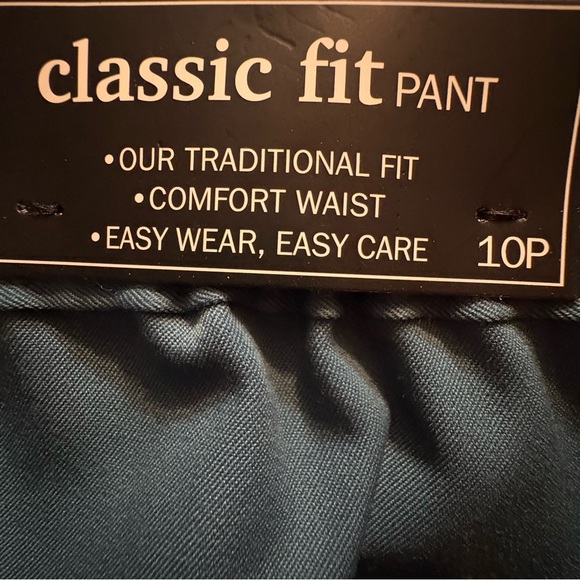 classic fit PANT
•OUR TRADITIONAL FIT
•COMFORT WAIST
•EASY WEAR, EASY CARE 10P